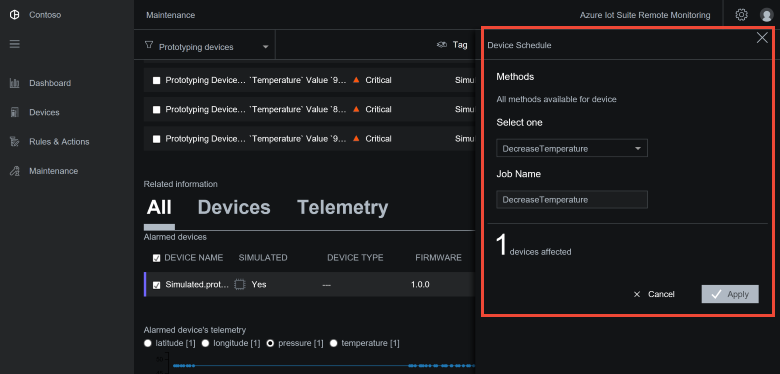 Contoso
Maintenance
Azure Iot Suite Remote Monitoring
Dashboard
Devices
Rules & Actions
Maintenance
Prototyping devices
Tag
Prototyping Device... `Temperature` Value `9... Critical Simu
Prototyping Device... `Temperature` Value `8... Critical Simu
Prototyping Device... `Temperature` Value `9... Critical Simu
Related information
All Devices Telemetry
Alarmed devices
DEVICE NAME SIMULATED DEVICE TYPE FIRMWARE
Simulated.prot... Yes — 1.0.0
Alarmed device's telemetry
latitude [1] longitude [1] pressure [1] temperature [1]
Device Schedule
Methods
All methods available for device
Select one
DecreaseTemperature
Job Name
DecreaseTemperature
1 devices affected
Cancel Apply